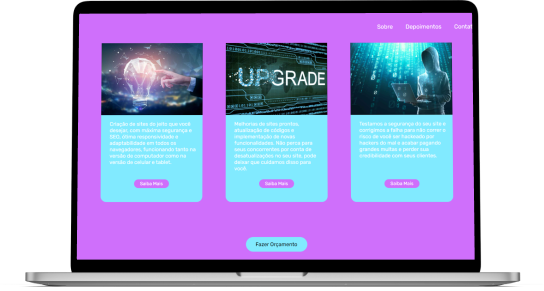 Sobre Depoimentos Contat
UPGRADE
Criação de sites do jeito que você
desejar, com máxima segurança e
SEO, ótima responsividade e
adaptabilidade em todos os
navegadores, funcionando tanto na
versão de computador como na
versão de celular e tablet.
Melhorias de sites prontos,
atualização de códigos e
implementação de novas
funcionalidades. Não perca para
seus concorrentes por conta de
desatualizações no seu site, pode
deixar que cuidamos disso para
você.
Testamos a segurança do seu site e
corrigimos a falha para não correr o
risco de você ser hackeado por
hackers do mal e acabar pagando
grandes multas e perder sua
credibilidade com seus clientes.
Saiba Mais
Saiba Mais
Saiba Mais
Fazer Orçamento